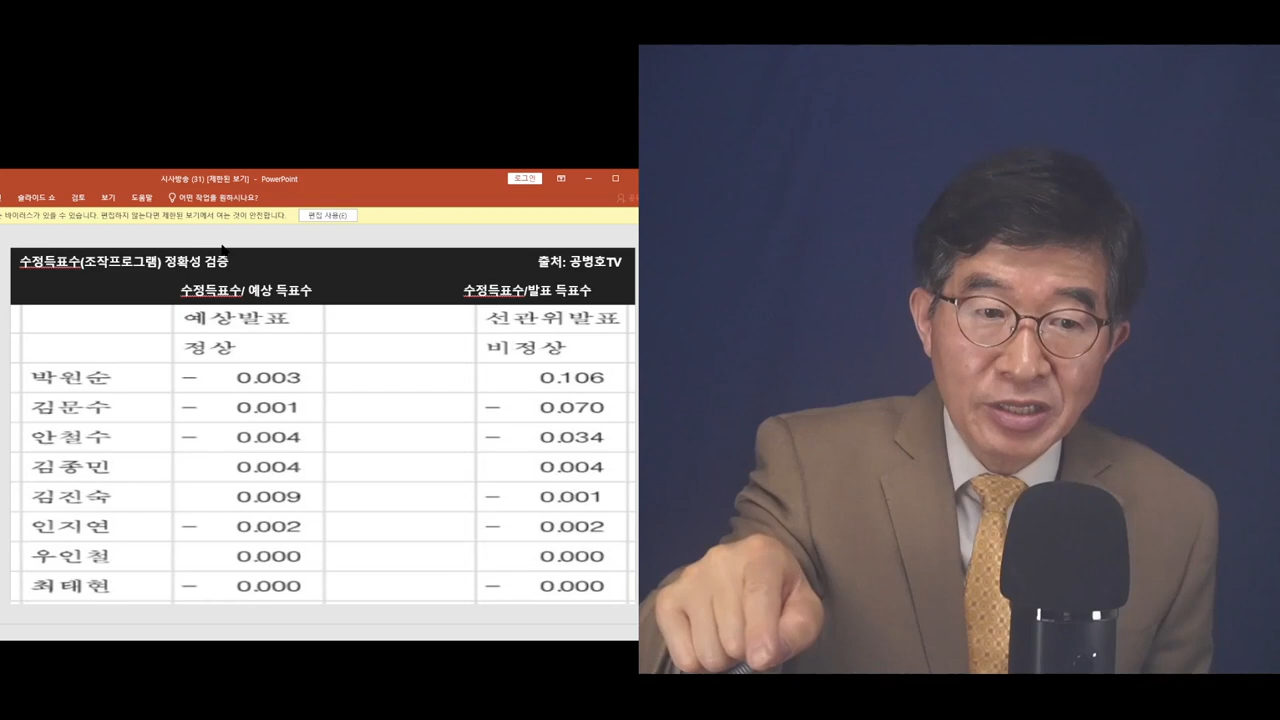 시사방송 (31) [제한된 보기] - PowerPoint
로그인
슬라이드 쇼 검토 보기 도움말 어떤 작업을 원하시나요?
바이러스가 있을 수 있습니다. 편집하지 않는다면 제한된 보기에서 여는 것이 안전합니다. 편집 사용(E)
수정득표수(조작프로그램) 정확성 검증 출처: 공병호TV
수정득표수/ 예상 득표수 수정득표수/발표 득표수
예상발표 선관위발표
정상 비정상
박원순 - 0.003 0.106
김문수 - 0.001 - 0.070
안철수 - 0.004 - 0.034
김종민 0.004 0.004
김진숙 0.009 - 0.001
인지연 - 0.002 - 0.002
우인철 0.000 0.000
최태현 - 0.000 - 0.000